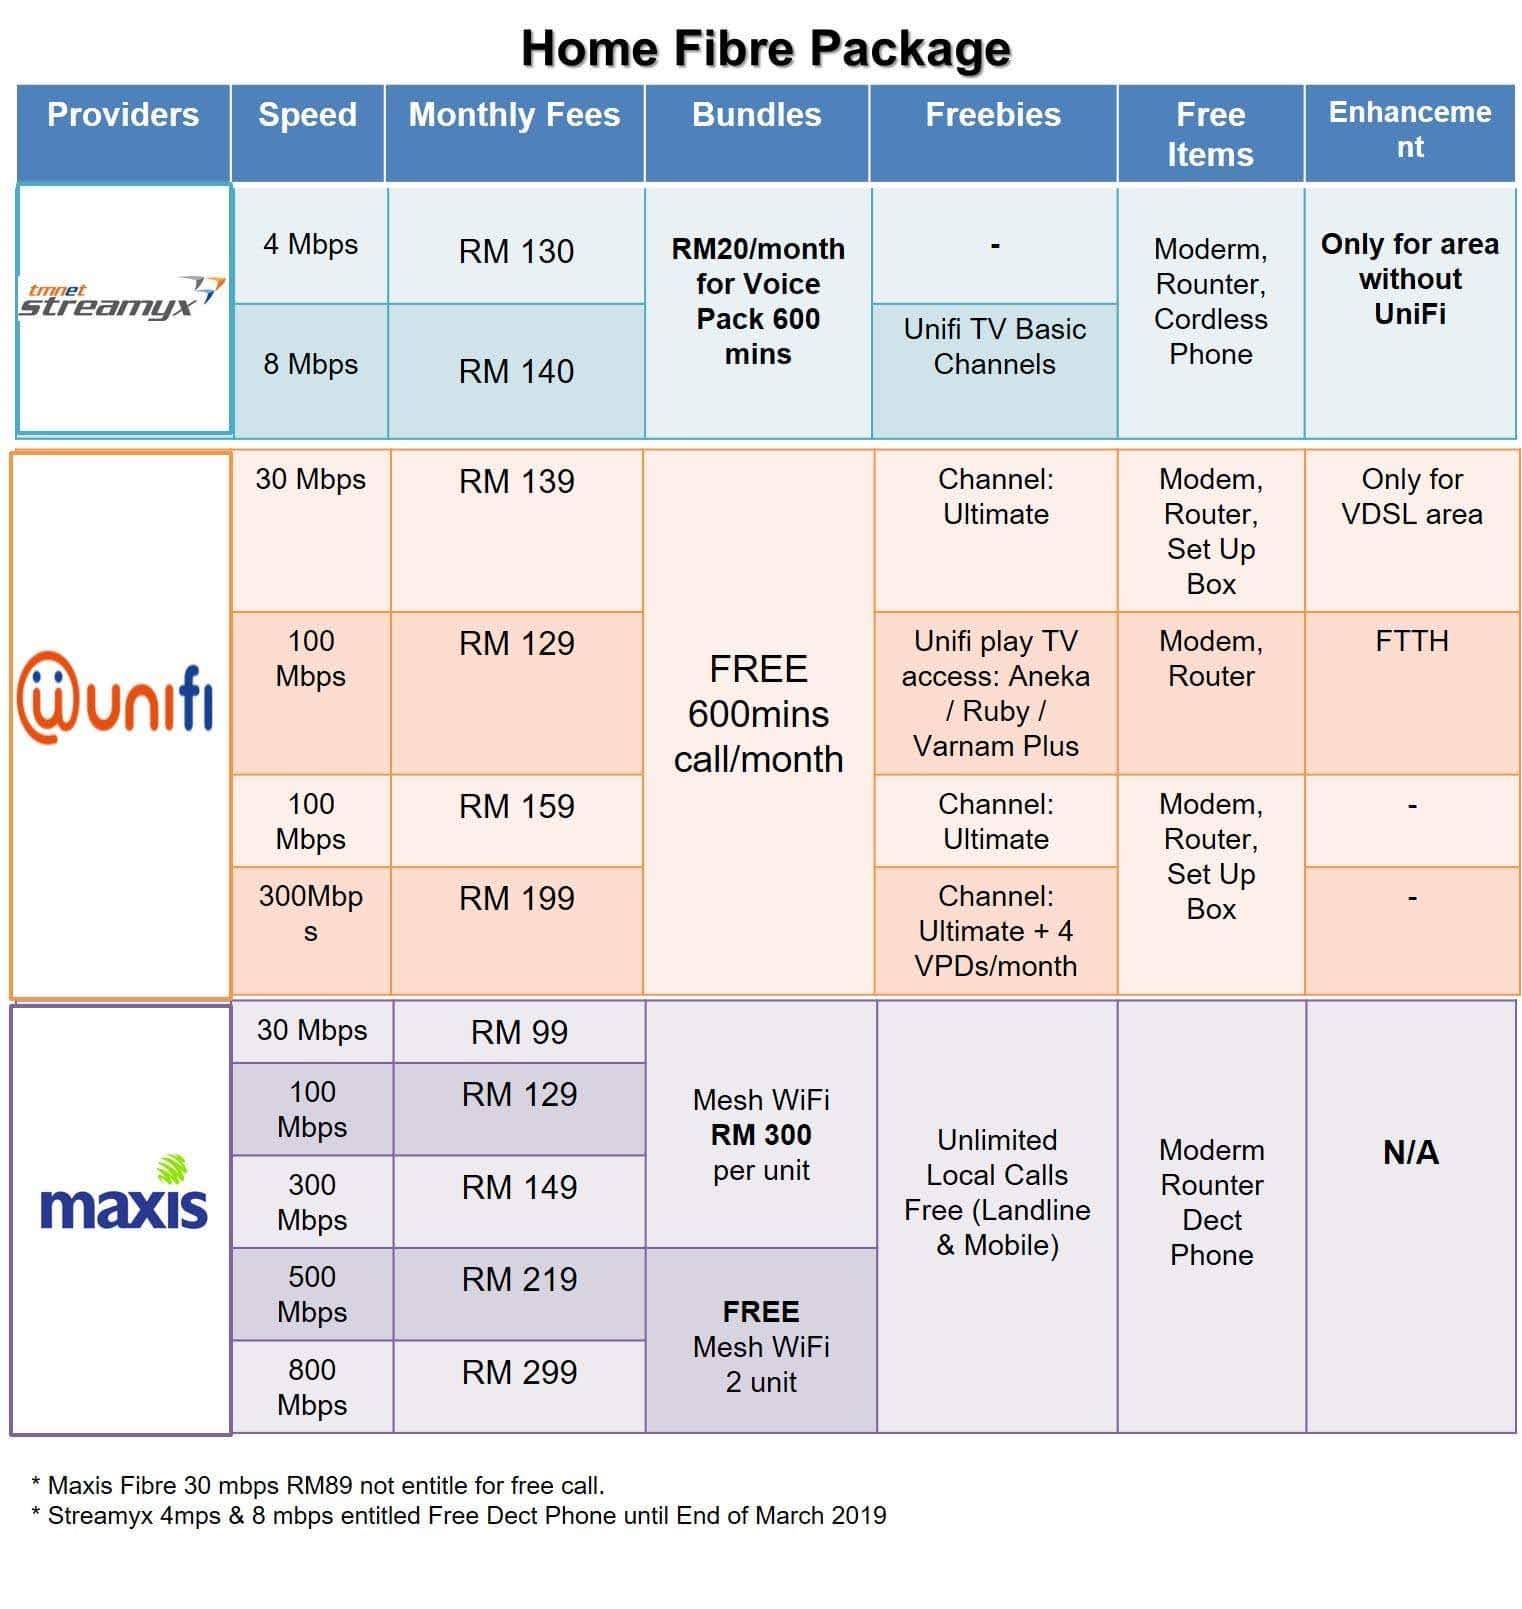 Home Fibre Package
Providers
Speed
Monthly Fees
Bundles
Freebies
Free
Items
Enhanceme
nt
tmnet
streamyx
4 Mbps
RM 130
RM20/month
for Voice
Pack 600
mins
-
Moderm,
Rounter,
Cordless
Phone
Only for area
without
UniFi
8 Mbps
RM 140
Unifi TV Basic
Channels
unifi
30 Mbps
RM 139
FREE
600mins
call/month
Channel:
Ultimate
Modem,
Router,
Set Up
Box
Only for
VDSL area
100
Mbps
RM 129
Unifi play TV
access: Aneka
/ Ruby /
Varnam Plus
Modem,
Router
FTTH
100
Mbps
RM 159
Channel:
Ultimate
Modem,
Router,
Set Up
Box
-
300Mbp
s
RM 199
Channel:
Ultimate + 4
VPDs/month
-
maxis
30 Mbps
RM 99
Mesh WiFi
RM 300
per unit
Unlimited
Local Calls
Free (Landline
& Mobile)
Moderm
Rounter
Dect
Phone
N/A
100
Mbps
RM 129
300
Mbps
RM 149
500
Mbps
RM 219
FREE
Mesh WiFi
2 unit
800
Mbps
RM 299
* Maxis Fibre 30 mbps RM89 not entitle for free call.
* Streamyx 4mps & 8 mbps entitled Free Dect Phone until End of March 2019